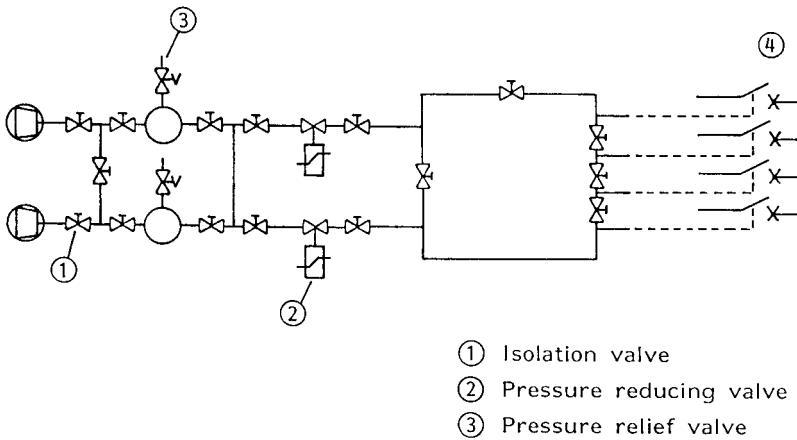 ③
④
①
②
① Isolation valve
② Pressure reducing valve
③ Pressure relief valve